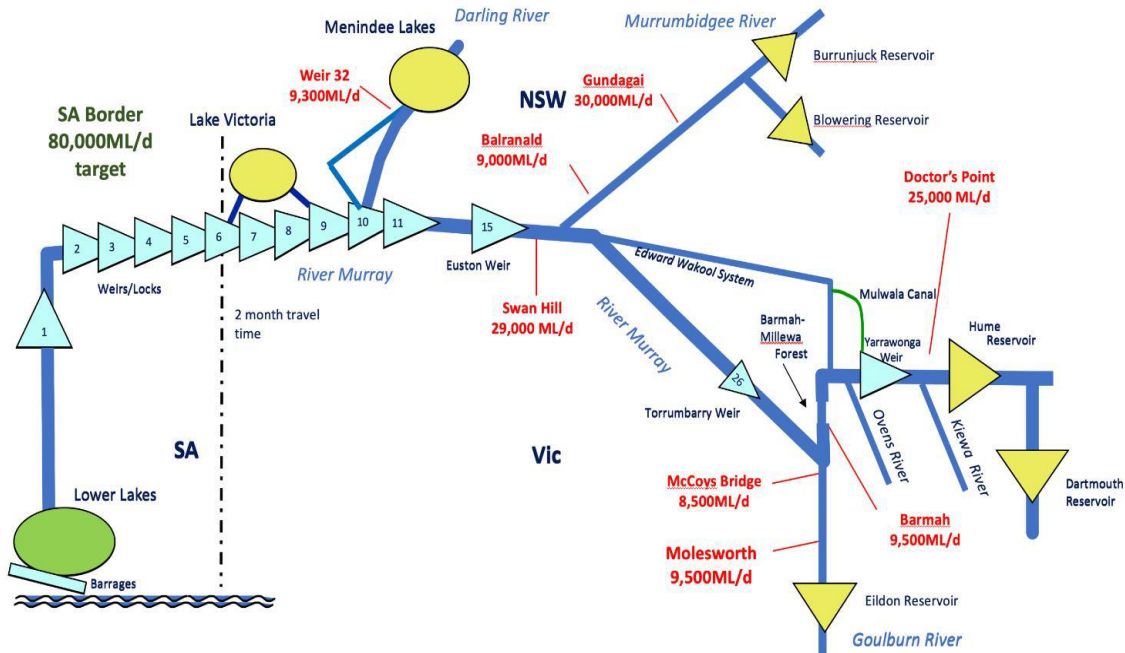 Darling River
Menindee Lakes
Murrumbidgee River
Burrunjuck Reservoir
Weir 32
9,300ML/d
Gundagai
30,000ML/d
NSW
SA Border
80,000ML/d
target
Lake Victoria
Blowering Reservoir
Balranald
9,000ML/d
Doctor's Point
25,000 ML/d
2
3
4
5
6
7
8
9
10
11
15
Weirs/Locks
River Murray
Euston Weir
Edward Wakool System
Mulwala Canal
1
2 month travel
time
Swan Hill
29,000 ML/d
River Murray
Barmah-
Millewa
Forest
Yarrawonga
Weir
Hume
Reservoir
26
Torrumbarry Weir
Ovens River
Kiewa River
SA
Vic
McCoys Bridge
8,500ML/d
Dartmouth
Reservoir
Lower Lakes
Barmah
9,500ML/d
Molesworth
9,500ML/d
Barrages
Eildon Reservoir
Goulburn River